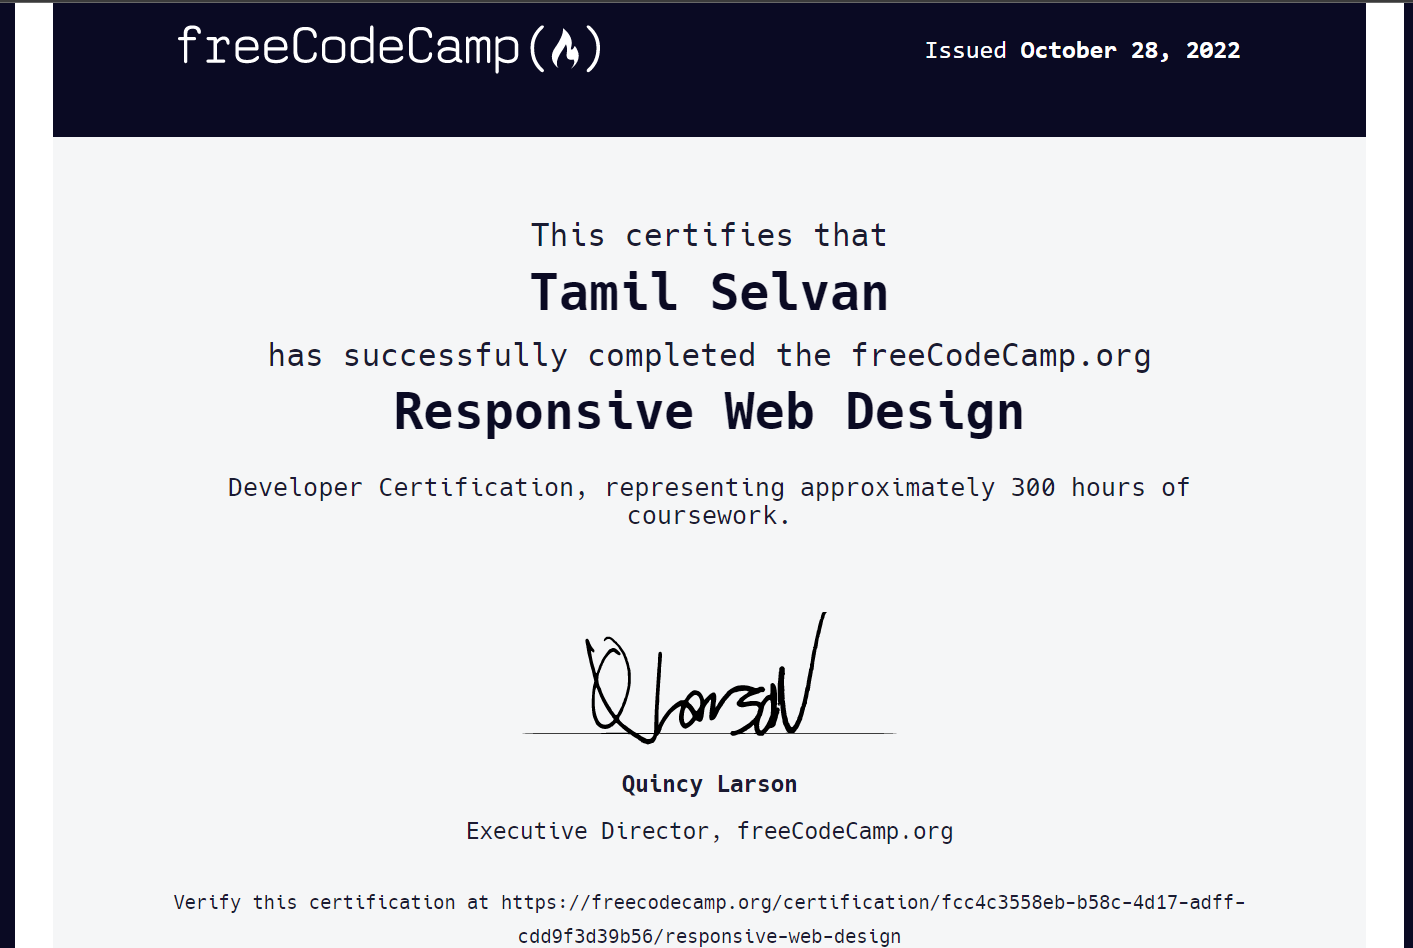 freeCodeCamp(🔥)
Issued October 28, 2022
This certifies that
Tamil Selvan
has successfully completed the freeCodeCamp.org
Responsive Web Design
Developer Certification, representing approximately 300 hours of
coursework.
Q Larson
Quincy Larson
Executive Director, freeCodeCamp.org
Verify this certification at https://freecodecamp.org/certification/fcc4c3558eb-b58c-4d17-adff-
cdd9f3d39b56/responsive-web-design